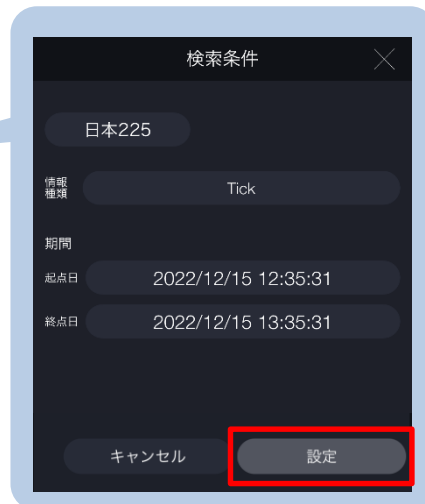 検索条件
日本225
情報
種類
Tick
期間
起点日 2022/12/15 12:35:31
終点日 2022/12/15 13:35:31
キャンセル 設定